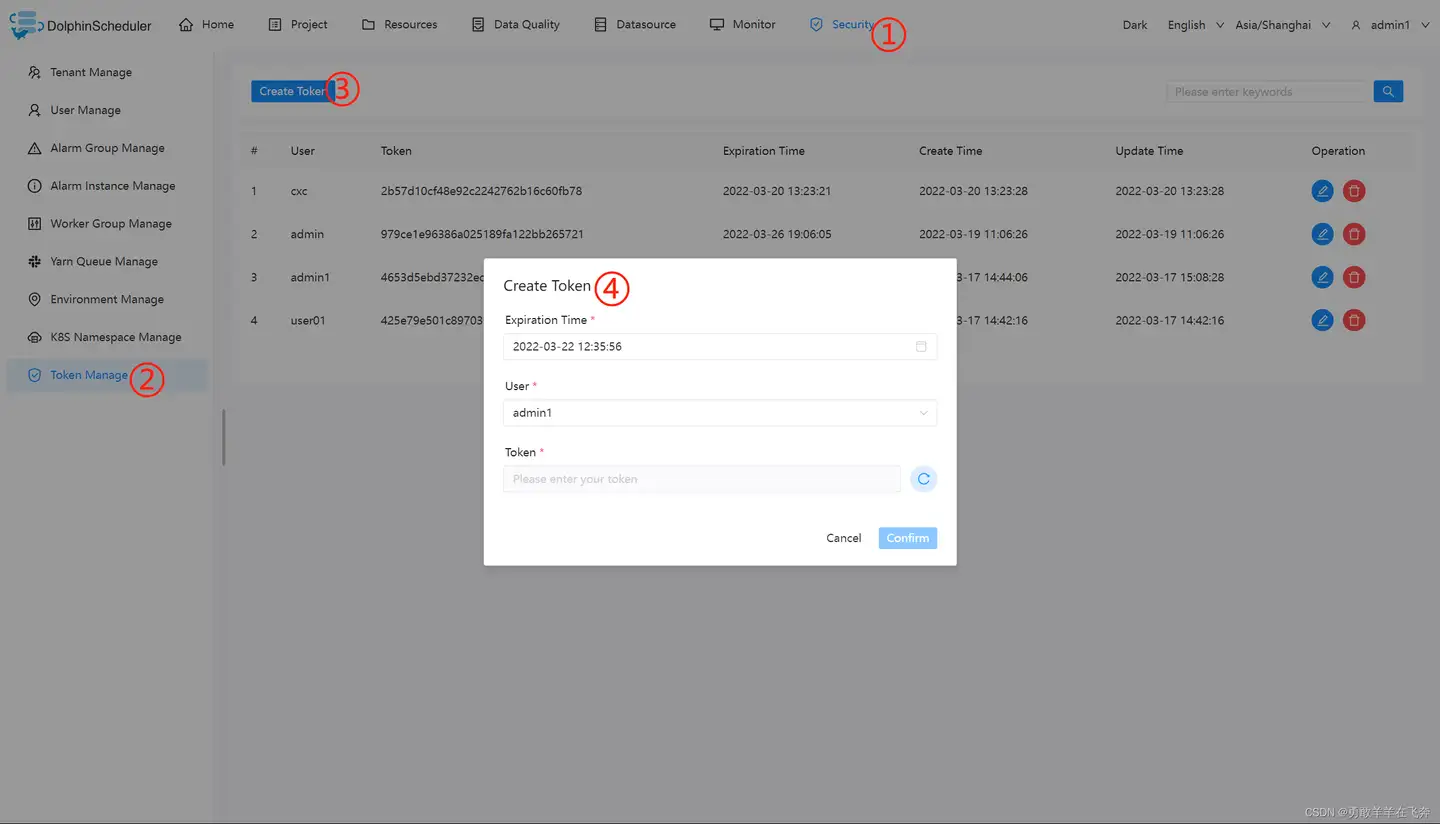 DolphinScheduler Home Project Resources Data Quality Datasource Monitor Security ① Dark English Asia/Shanghai admin1
Tenant Manage
User Manage
Alarm Group Manage
Alarm Instance Manage
Worker Group Manage
Yarn Queue Manage
Environment Manage
K8S Namespace Manage
Token Manage ②
Create Token ③ Please enter keywords
# User Token Expiration Time Create Time Update Time Operation
1 cxc 2b57d10cf48e92c2242762b16c60fb78 2022-03-20 13:23:21 2022-03-20 13:23:28 2022-03-20 13:23:28
2 admin 979ce1e96386a025189fa122bb265721 2022-03-26 19:06:05 2022-03-19 11:06:26 2022-03-19 11:06:26
3 admin1 4653d5ebd37232ec 3-17 14:44:06 2022-03-17 15:08:28
4 user01 425e79e501c89703 3-17 14:42:16 2022-03-17 14:42:16
Create Token ④
Expiration Time *
2022-03-22 12:35:56
User *
admin1
Token *
Please enter your token
Cancel Confirm
CSDN @勇敢羊羊在飞奔